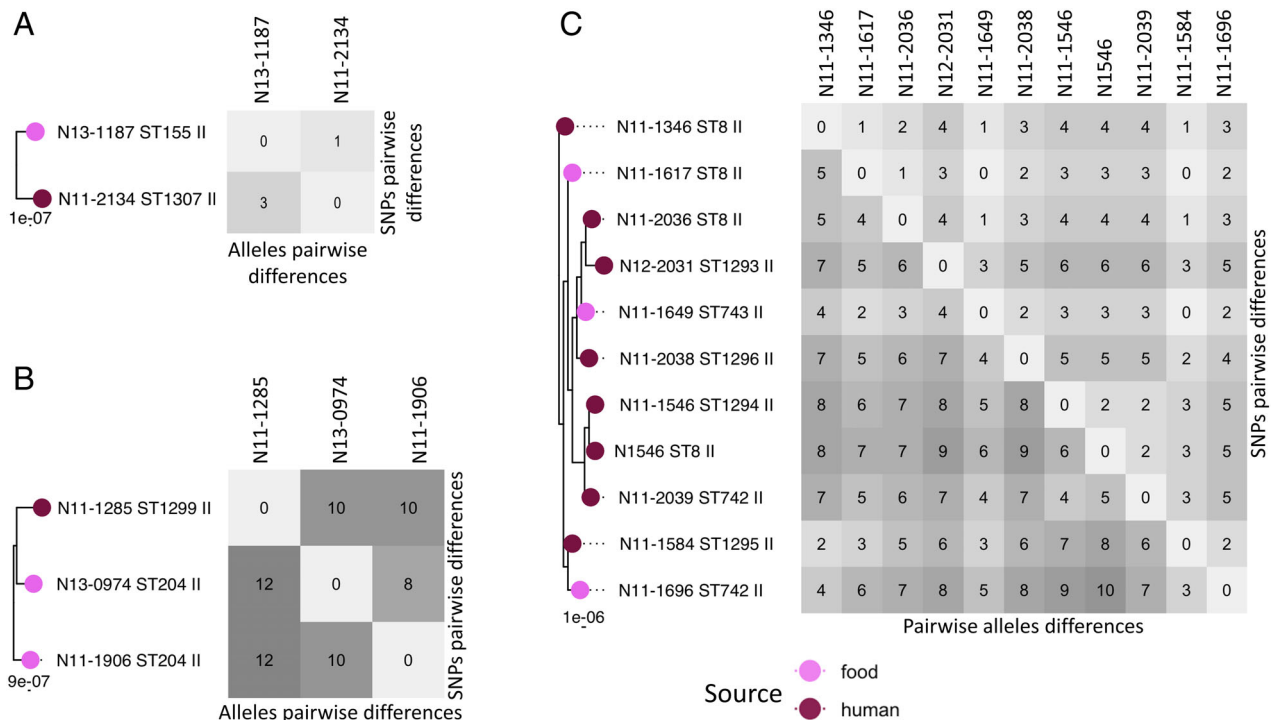 A
N13-1187
N11-2134
N13-1187 ST155 II
0 1
N11-2134 ST1307 II
3 0
1e-07
SNPs pairwise
differences
Alleles pairwise
differences
B
N11-1285
N13-0974
N11-1906
N11-1285 ST1299 II
0 10 10
N13-0974 ST204 II
12 0 8
N11-1906 ST204 II
12 10 0
9e-07
SNPs pairwise differences
Alleles pairwise differences
C
N11-1346
N11-1617
N11-2036
N12-2031
N11-1649
N11-2038
N11-1546
N1546
N11-2039
N11-1584
N11-1696
N11-1346 ST8 II
0 1 2 4 1 3 4 4 4 1 3
N11-1617 ST8 II
5 0 1 3 0 2 3 3 3 0 2
N11-2036 ST8 II
5 4 0 4 1 3 4 4 4 1 3
N12-2031 ST1293 II
7 5 6 0 3 5 6 6 6 3 5
N11-1649 ST743 II
4 2 3 4 0 2 3 3 3 0 2
N11-2038 ST1296 II
7 5 6 7 4 0 5 5 5 2 4
N11-1546 ST1294 II
8 6 7 8 5 8 0 2 2 3 5
N1546 ST8 II
8 7 7 9 6 9 6 0 2 3 5
N11-2039 ST742 II
7 5 6 7 4 7 4 5 0 3 5
N11-1584 ST1295 II
2 3 5 6 3 6 7 8 6 0 2
N11-1696 ST742 II
4 6 7 8 5 8 9 10 7 3 0
1e-06
SNPs pairwise differences
Pairwise alleles differences
Source
food
human